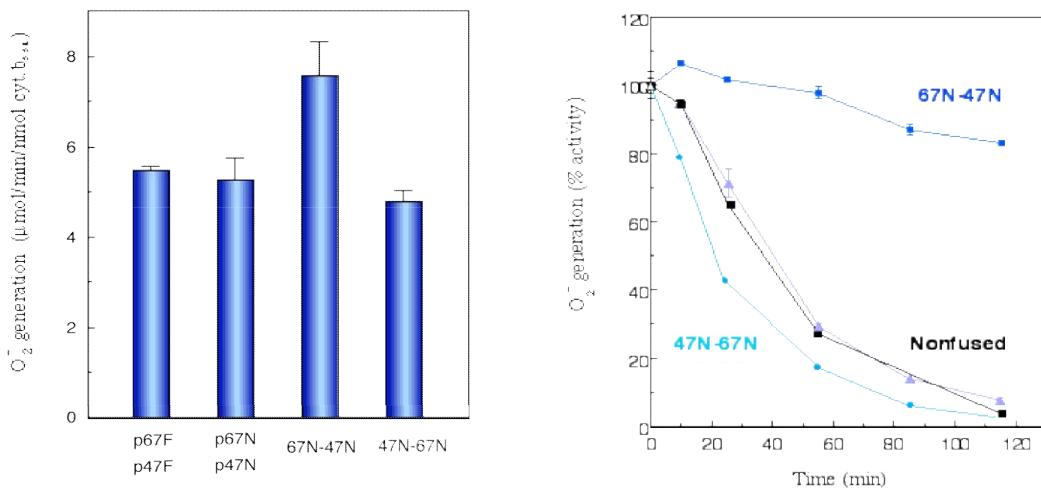 O₂⁻ generation (μmol/min/nmol cyt.b₅₅₈)
8
6
4
2
0
p67F p67N 67N-47N 47N-67N
p47F p47N
O₂⁻ generation (% activity)
120
100
80
60
40
20
0
67N-47N
47N-67N
Nonfused
0 20 40 60 80 100 120
Time (min)